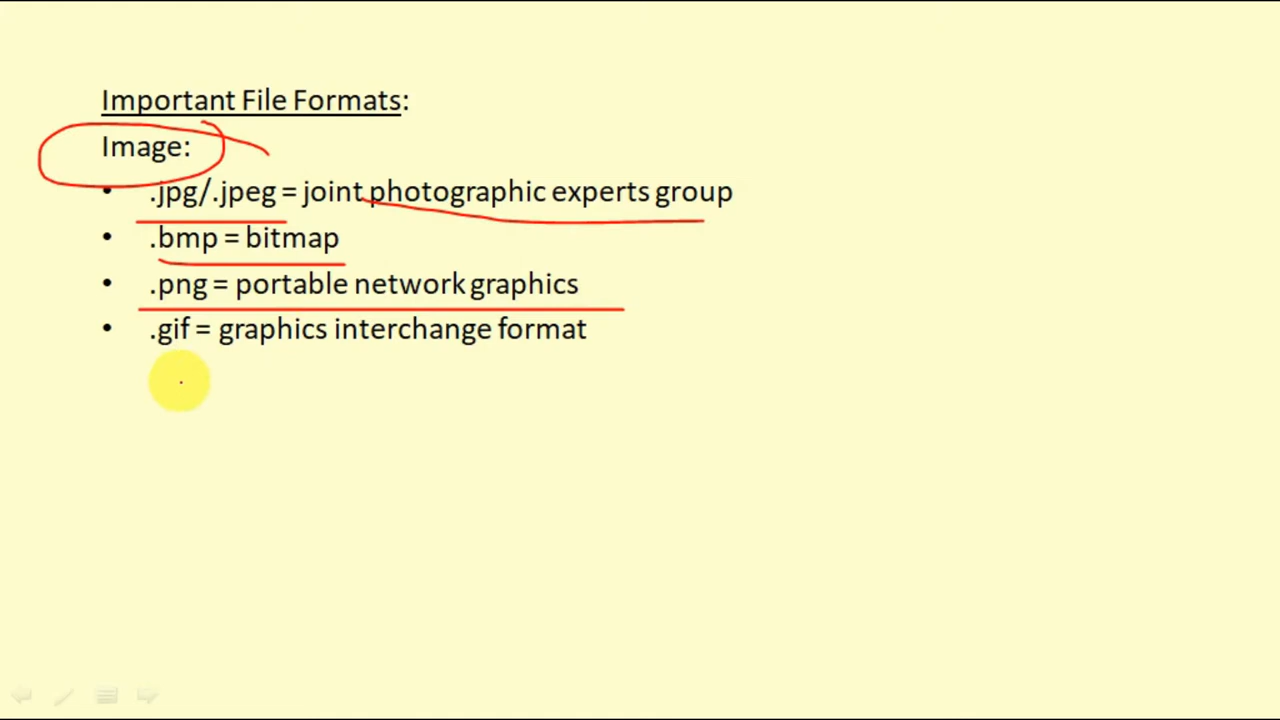 Important File Formats:
Image:
• .jpg/.jpeg = joint photographic experts group
• .bmp = bitmap
• .png = portable network graphics
• .gif = graphics interchange format